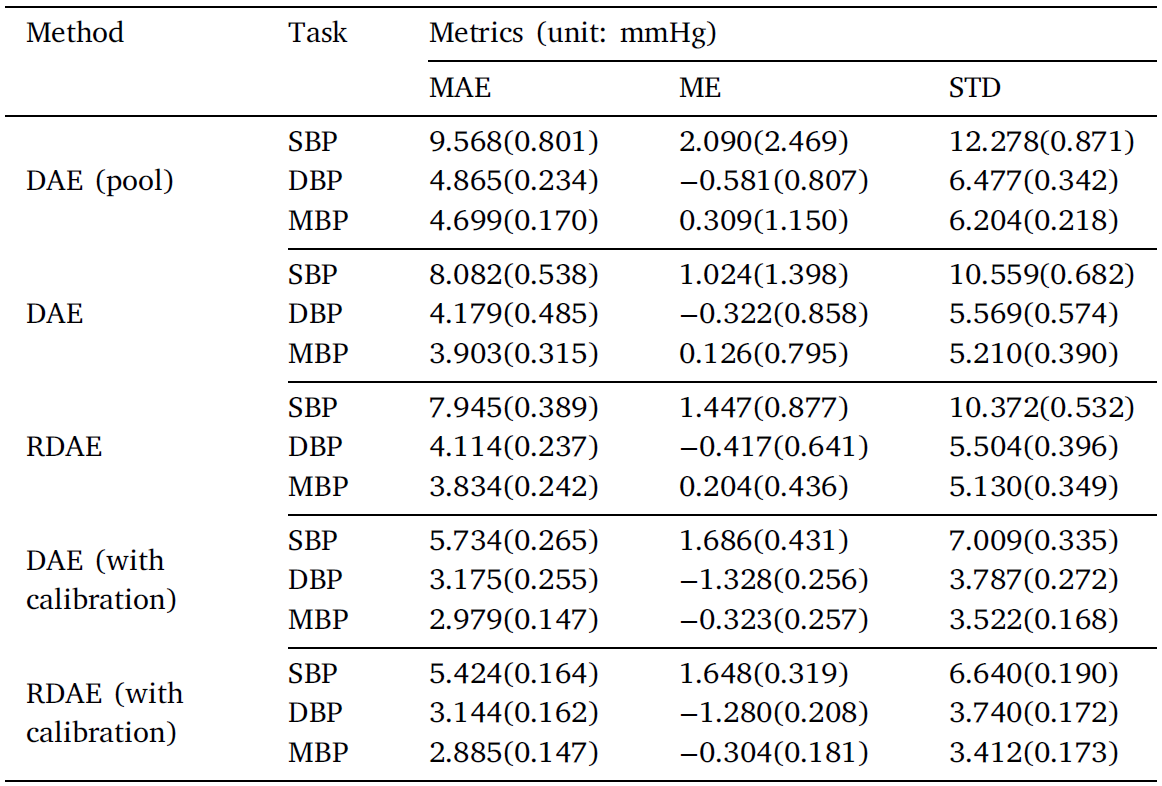 Method Task Metrics (unit: mmHg)
MAE ME STD
SBP 9.568(0.801) 2.090(2.469) 12.278(0.871)
DAE (pool) DBP 4.865(0.234) −0.581(0.807) 6.477(0.342)
MBP 4.699(0.170) 0.309(1.150) 6.204(0.218)
SBP 8.082(0.538) 1.024(1.398) 10.559(0.682)
DAE DBP 4.179(0.485) −0.322(0.858) 5.569(0.574)
MBP 3.903(0.315) 0.126(0.795) 5.210(0.390)
SBP 7.945(0.389) 1.447(0.877) 10.372(0.532)
RDAE DBP 4.114(0.237) −0.417(0.641) 5.504(0.396)
MBP 3.834(0.242) 0.204(0.436) 5.130(0.349)
SBP 5.734(0.265) 1.686(0.431) 7.009(0.335)
DAE (with
DBP 3.175(0.255) −1.328(0.256) 3.787(0.272)
calibration)
MBP 2.979(0.147) −0.323(0.257) 3.522(0.168)
SBP 5.424(0.164) 1.648(0.319) 6.640(0.190)
RDAE (with
DBP 3.144(0.162) −1.280(0.208) 3.740(0.172)
calibration)
MBP 2.885(0.147) −0.304(0.181) 3.412(0.173)